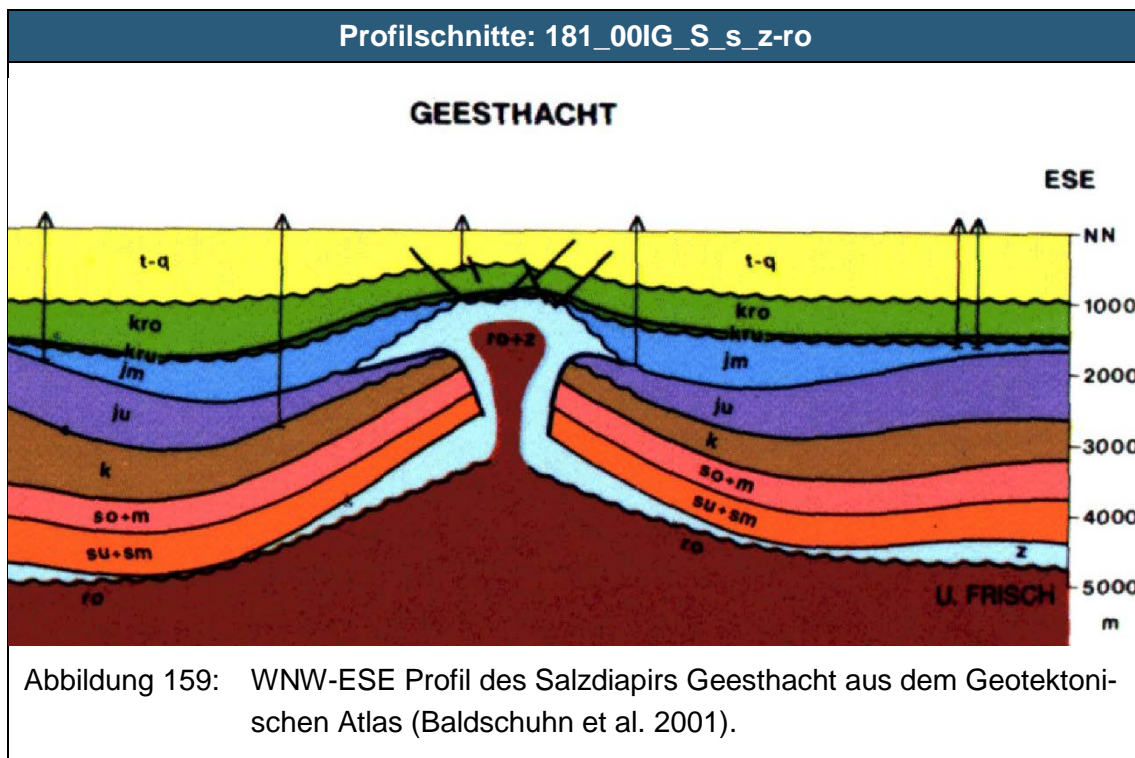 Profilschnitte: 181_00IG_S_s_z-ro
GEESTHACHT
ESE
NN
t-q
t-q
1000
kro
kro
kru
kru
ro+z
jm
jm
2000
ju
ju
k
k
3000
so+m
so+m
4000
su+sm
su+sm
z
ro
ro
5000
U. FRISCH
m
Abbildung 159: WNW-ESE Profil des Salzdiapirs Geesthacht aus dem Geotektoni-
schen Atlas (Baldschuhn et al. 2001).